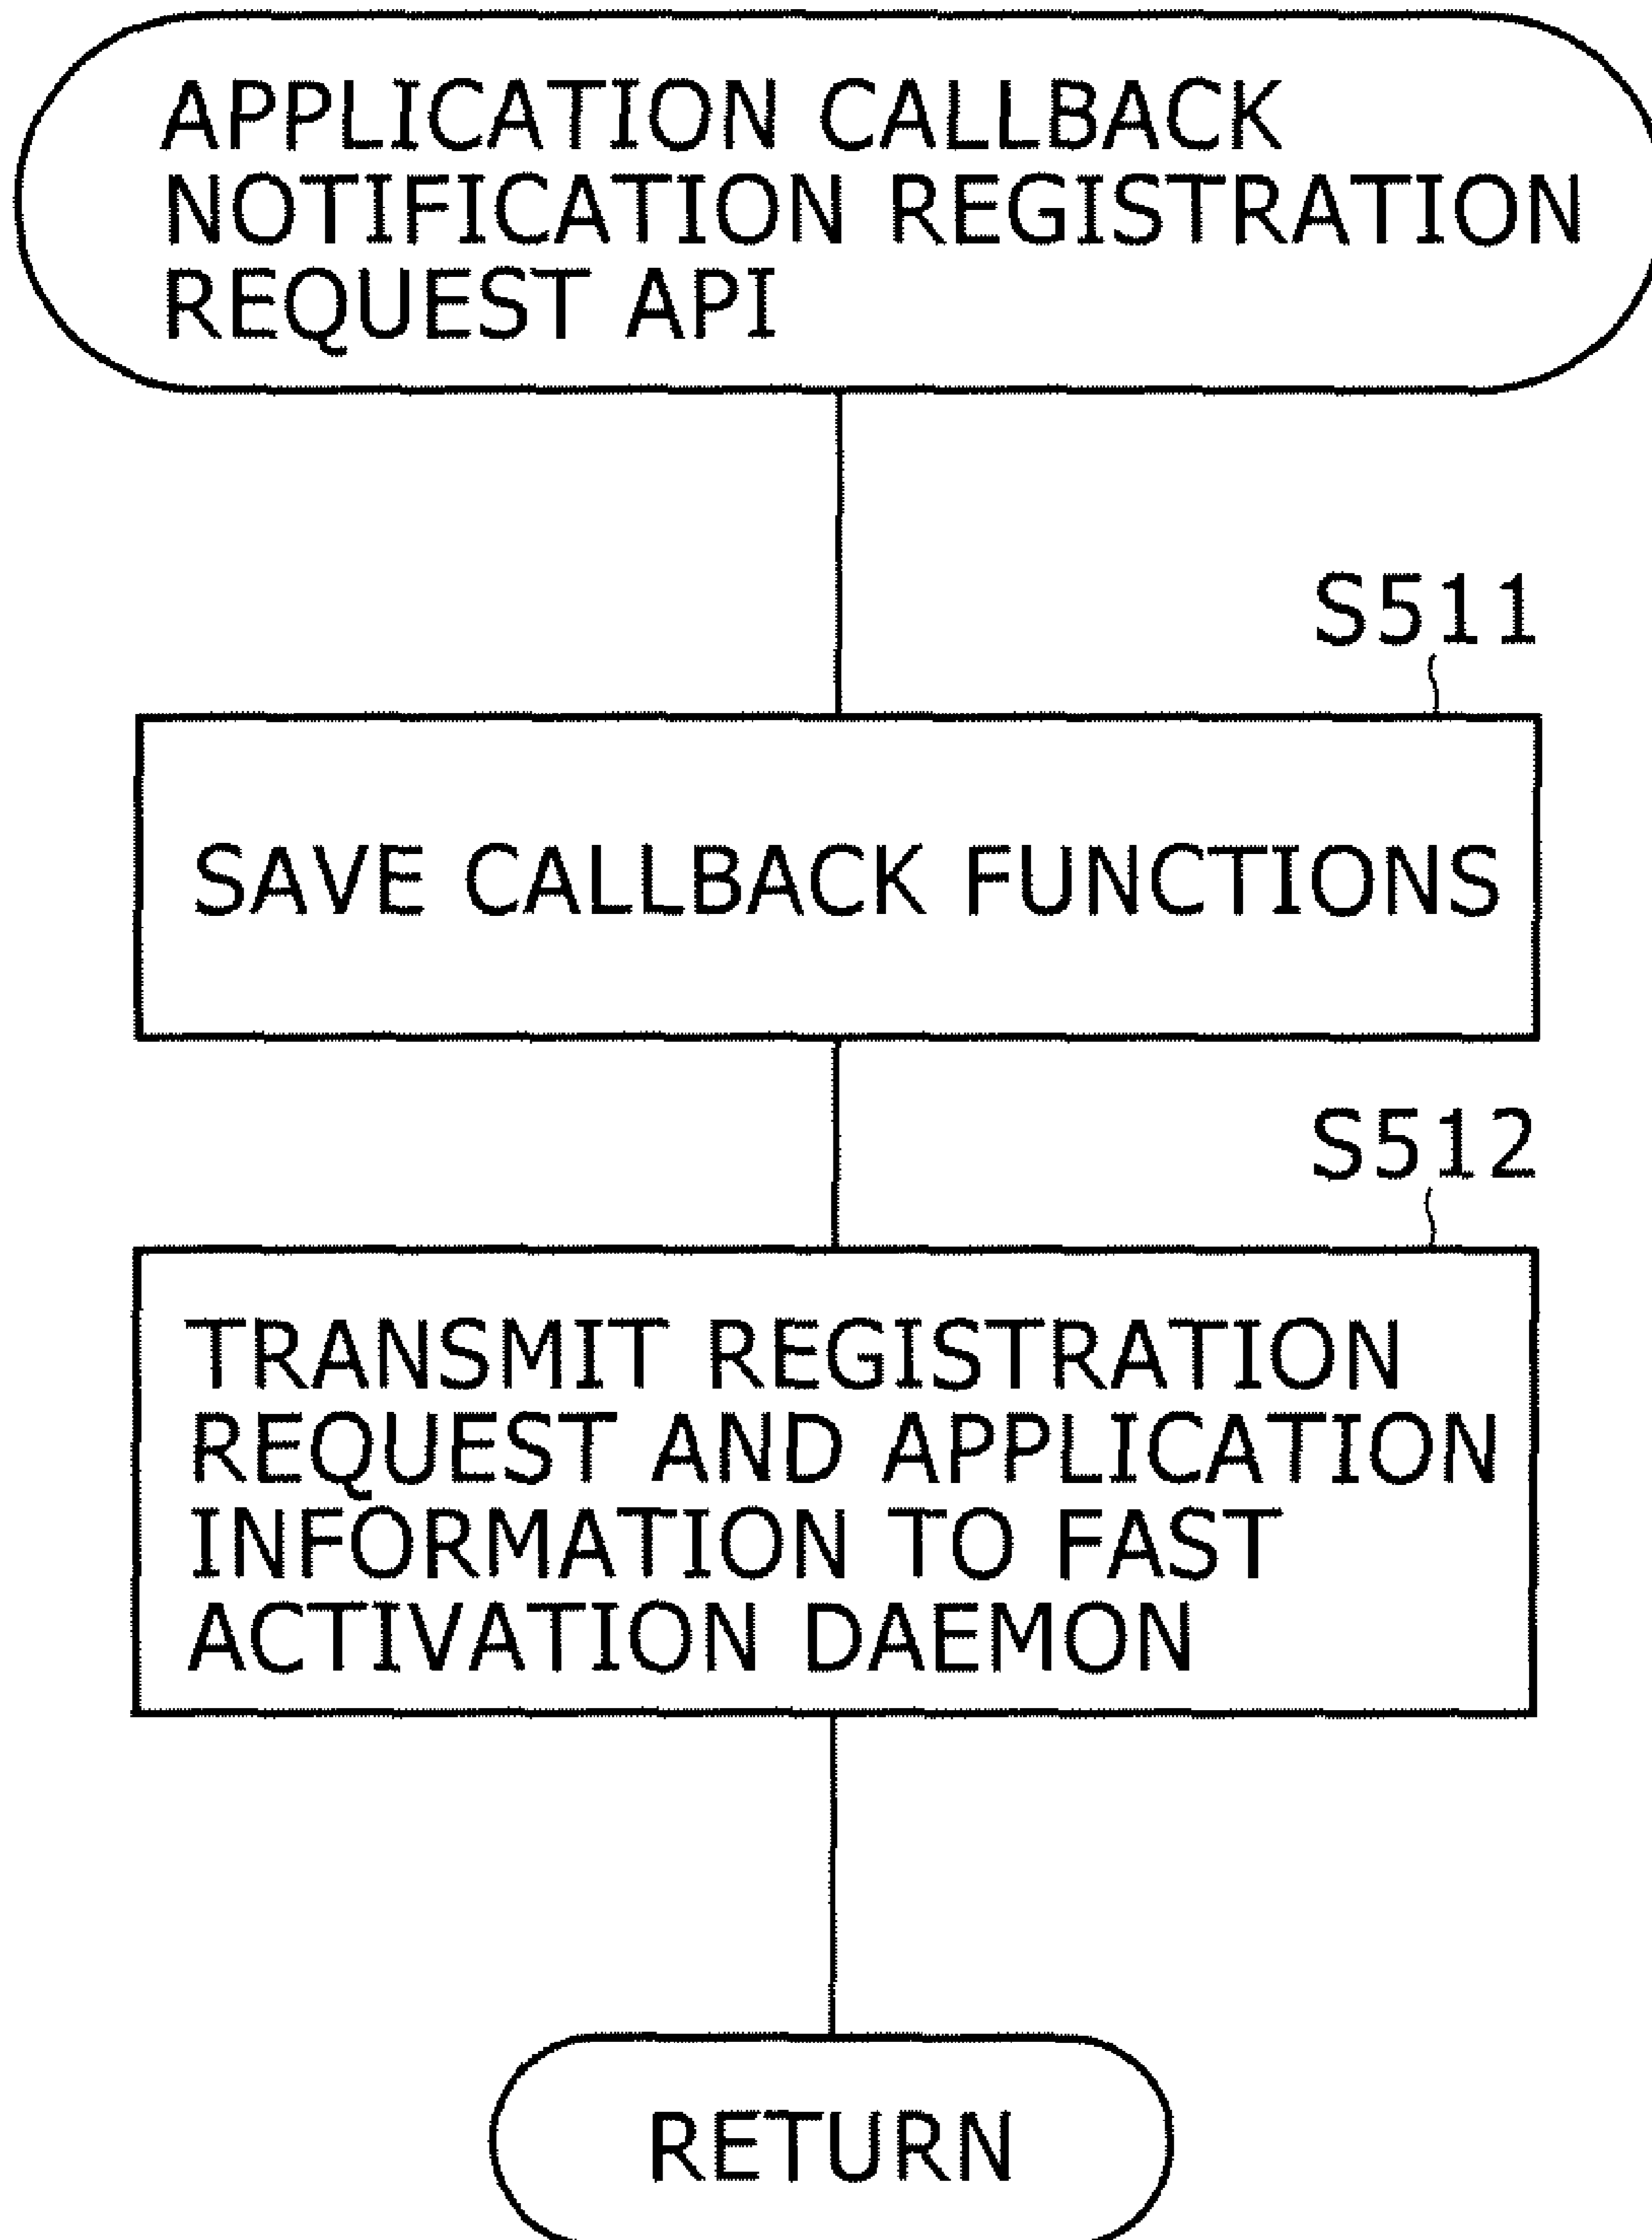 APPLICATION CALLBACK
NOTIFICATION REGISTRATION
REQUEST API
S511
SAVE CALLBACK FUNCTIONS
S512
TRANSMIT REGISTRATION
REQUEST AND APPLICATION
INFORMATION TO FAST
ACTIVATION DAEMON
RETURN